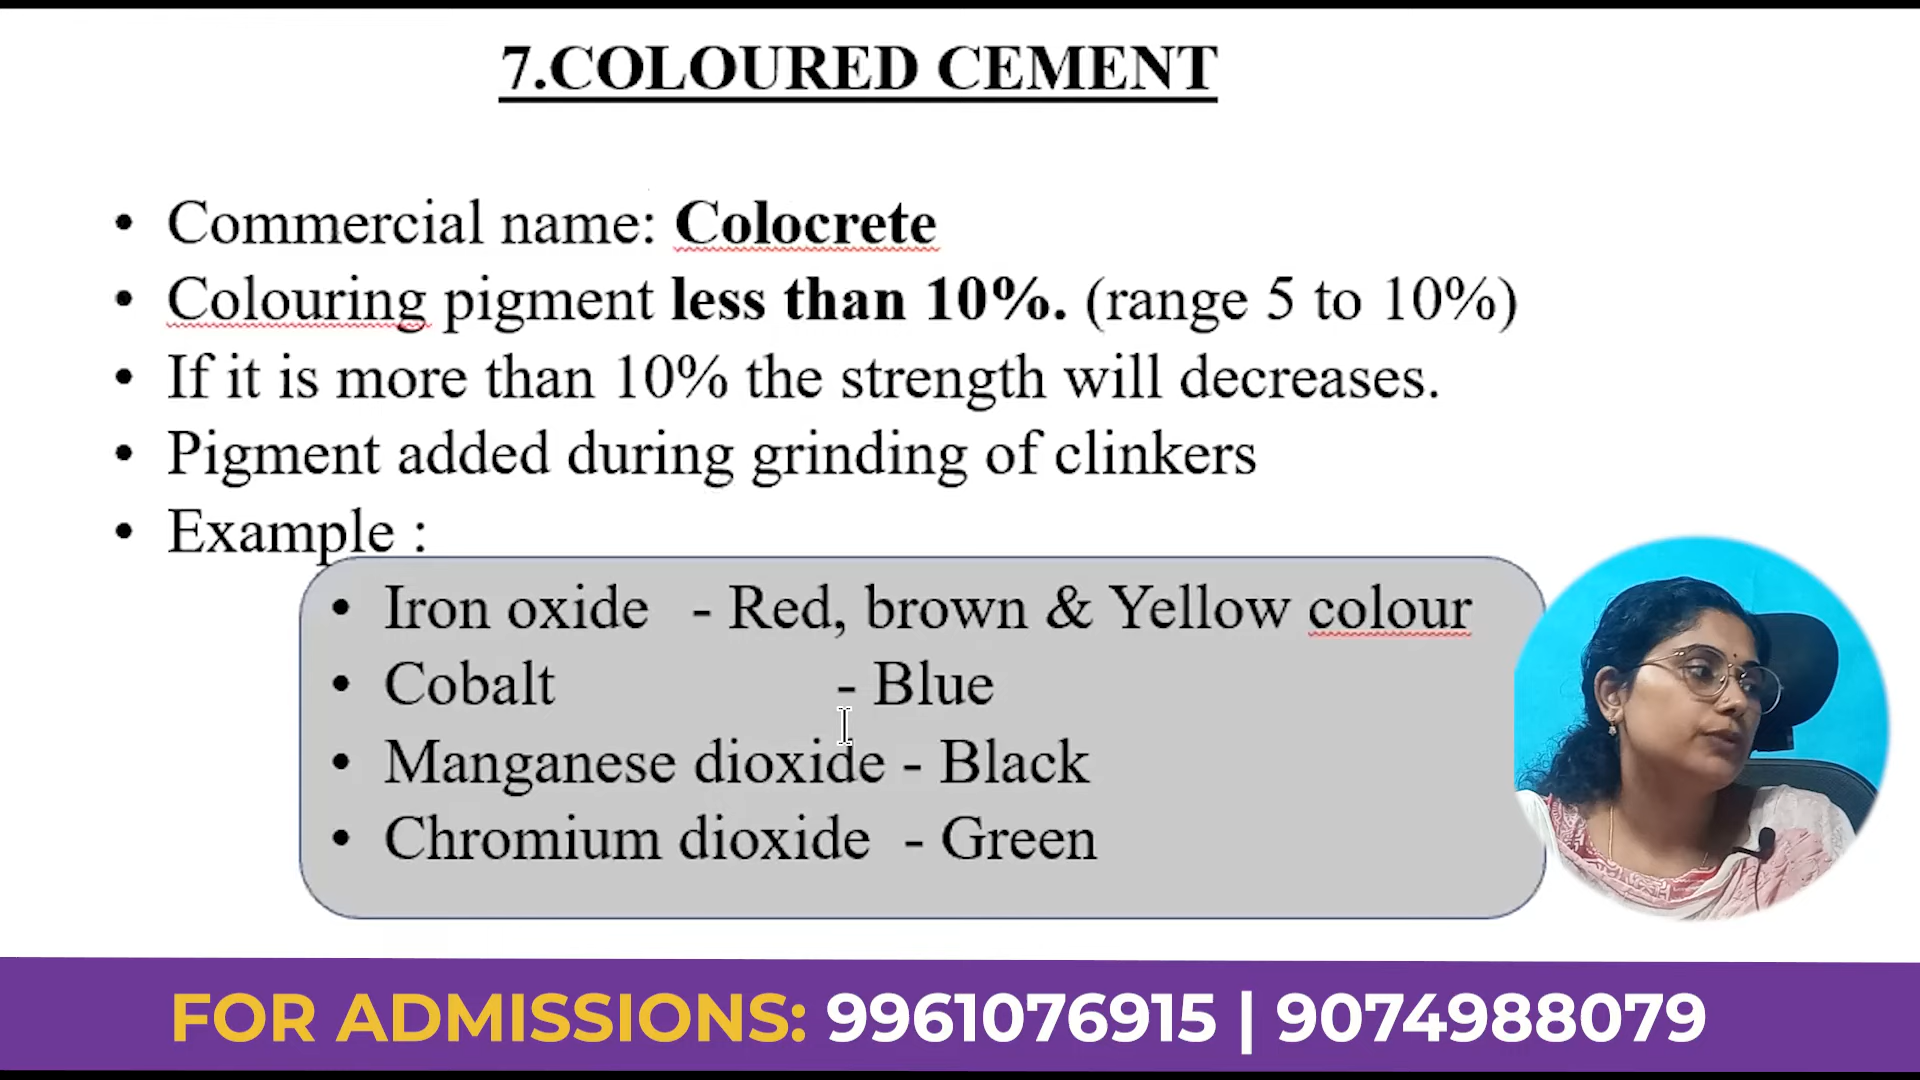 7.COLOURED CEMENT
• Commercial name: Colocrete
• Colouring pigment less than 10%. (range 5 to 10%)
• If it is more than 10% the strength will decreases.
• Pigment added during grinding of clinkers
• Example :
• Iron oxide - Red, brown & Yellow colour
• Cobalt - Blue
• Manganese dioxide - Black
• Chromium dioxide - Green
FOR ADMISSIONS: 9961076915 | 9074988079